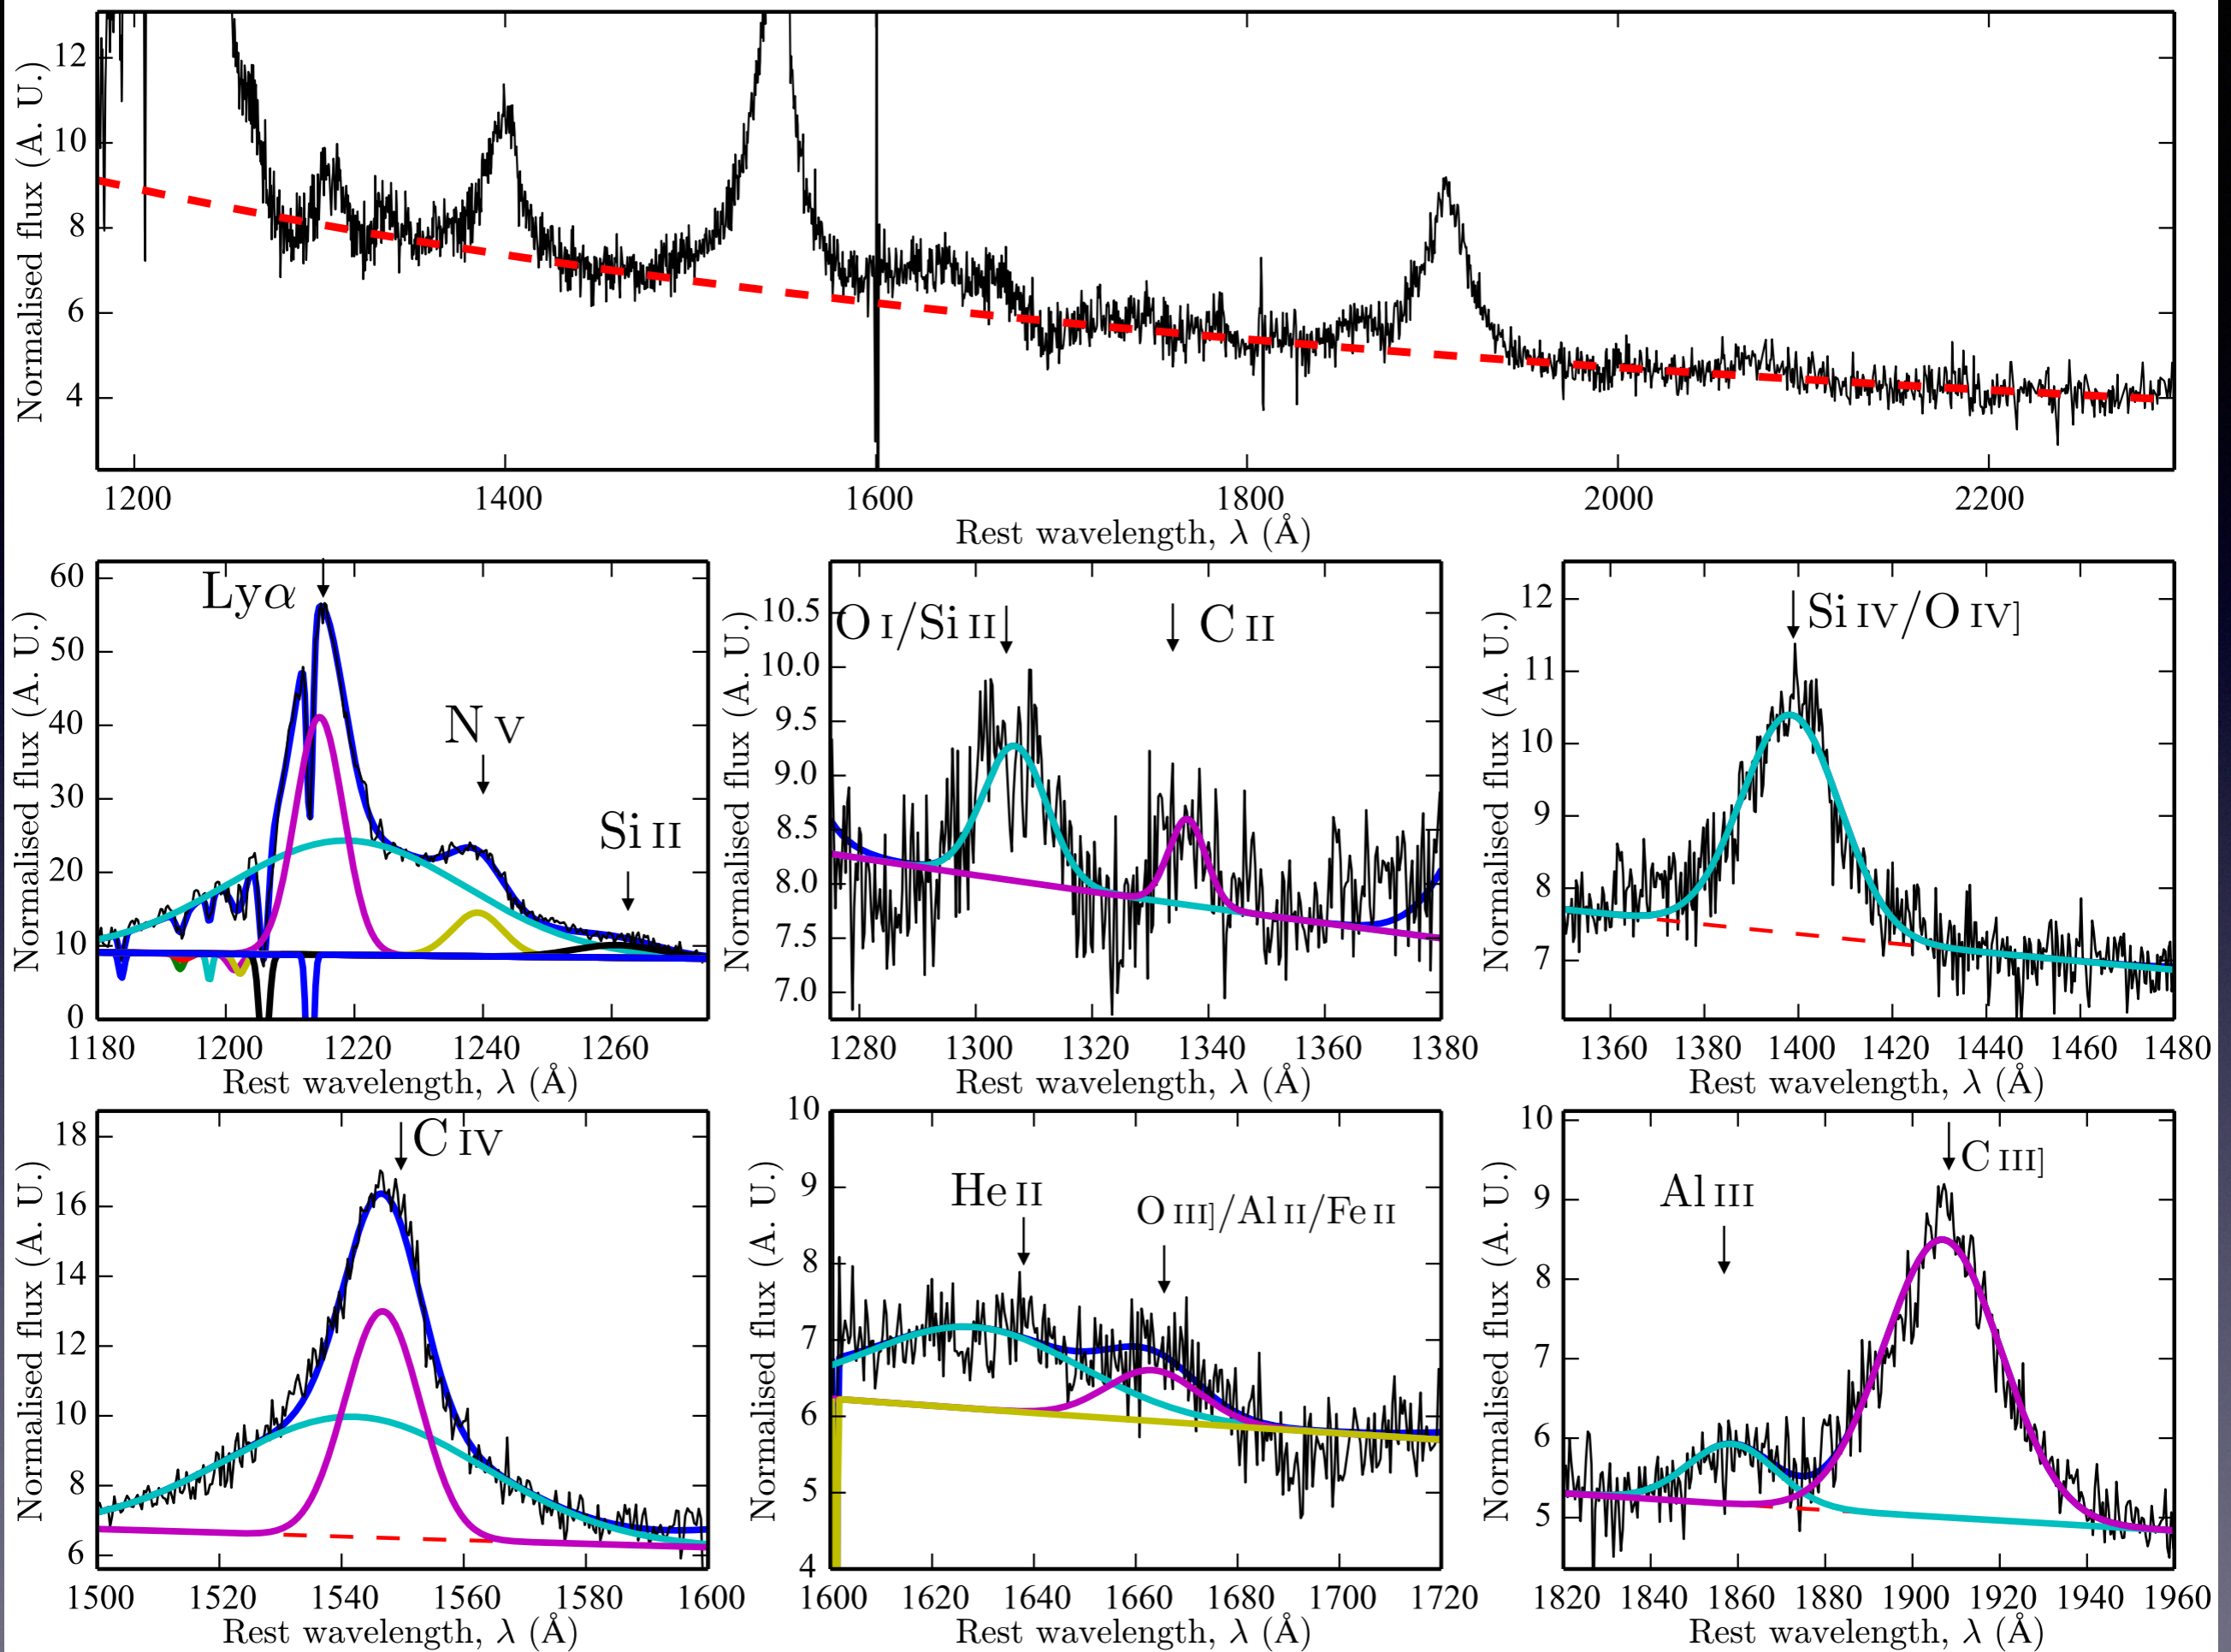 Normalised flux (A. U.)
12
10
8
6
4
1200 1400 1600 1800 2000 2200
Rest wavelength, λ (Å)
Normalised flux (A. U.)
60
50
40
30
20
10
0
Lyα
N V
Si II
1180 1200 1220 1240 1260
Rest wavelength, λ (Å)
Normalised flux (A. U.)
10.5
10.0
9.5
9.0
8.5
8.0
7.5
7.0
O I/Si II
C II
1280 1300 1320 1340 1360 1380
Rest wavelength, λ (Å)
Normalised flux (A. U.)
12
11
10
9
8
7
Si IV/O IV]
1360 1380 1400 1420 1440 1460 1480
Rest wavelength, λ (Å)
Normalised flux (A. U.)
18
16
14
12
10
8
6
C IV
1500 1520 1540 1560 1580 1600
Rest wavelength, λ (Å)
Normalised flux (A. U.)
10
9
8
7
6
5
4
He II
O III]/Al II/Fe II
1600 1620 1640 1660 1680 1700 1720
Rest wavelength, λ (Å)
Normalised flux (A. U.)
10
9
8
7
6
5
Al III
C III]
1820 1840 1860 1880 1900 1920 1940 1960
Rest wavelength, λ (Å)